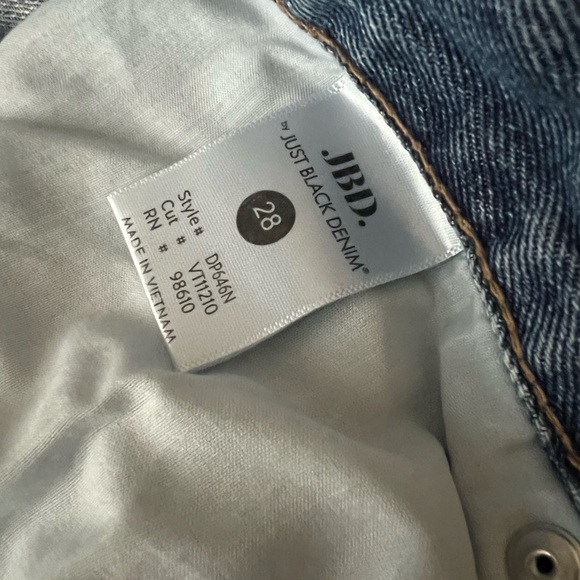 JBD.
by JUST BLACK DENIM®
28
Style# DP646N
Cut # VT11210
RN # 98610
MADE IN VIETNAM